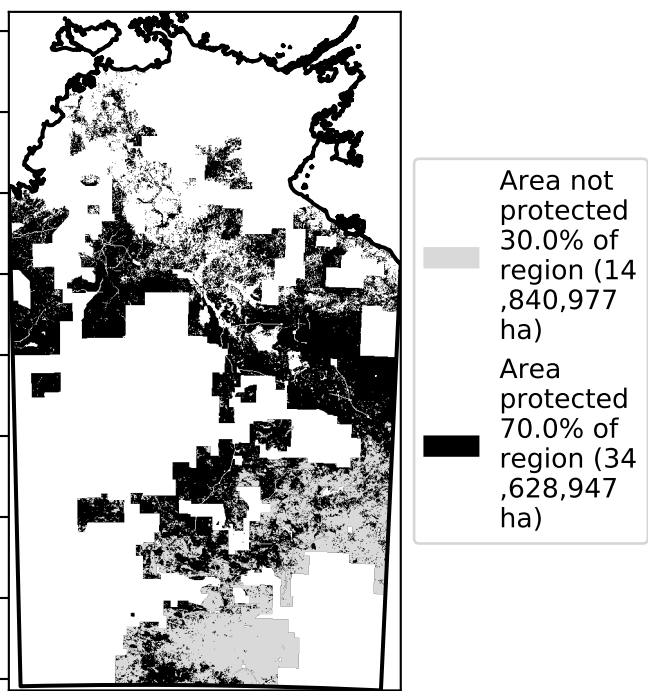 Area not
protected
30.0% of
region (14
,840,977
ha)
Area
protected
70.0% of
region (34
,628,947
ha)